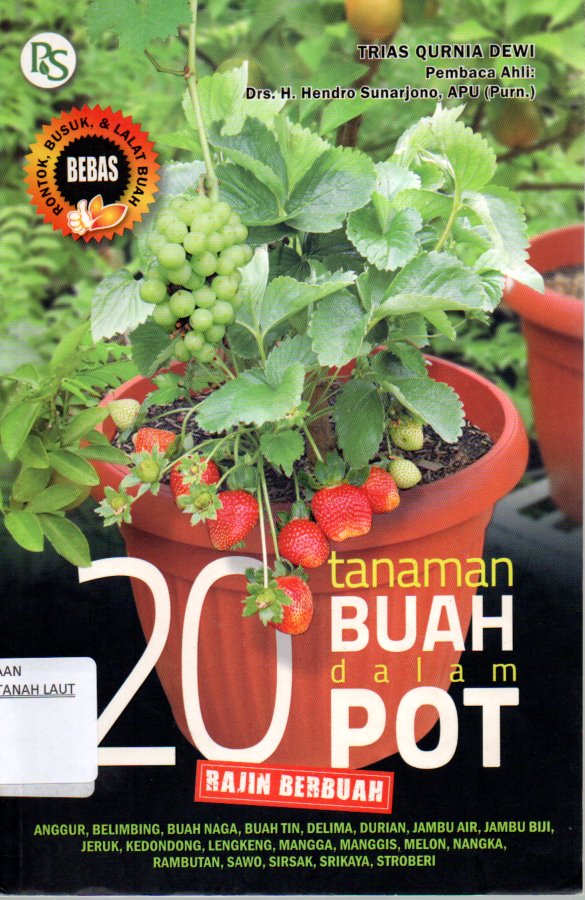 PS
TRIAS QURNIA DEWI
Pembaca Ahli:
Drs. H. Hendro Sunarjono, APU (Purn.)
RONTOK, BUSUK, & LALAT BUAH
BEBAS
20
tanaman
BUAH
dalam
POT
AAN
TANAH LAUT
RAJIN BERBUAH
ANGGUR, BELIMBING, BUAH NAGA, BUAH TIN, DELIMA, DURIAN, JAMBU AIR, JAMBU BIJI,
JERUK, KEDONDONG, LENGKENG, MANGGA, MANGGIS, MELON, NANGKA,
RAMBUTAN, SAWO, SIRSAK, SRIKAYA, STROBERI